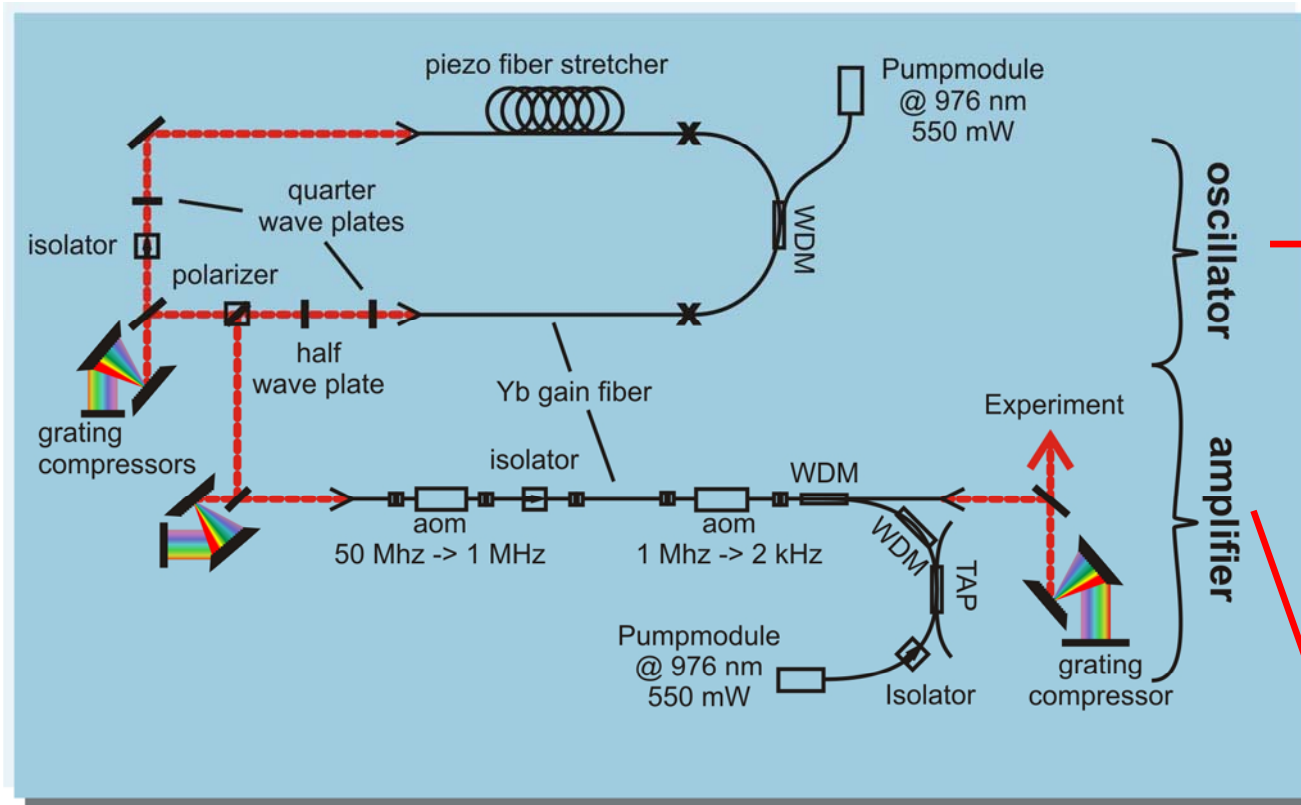 piezo fiber stretcher
Pumpmodule
@ 976 nm
550 mW
quarter
wave plates
isolator
polarizer
WDM
oscillator
half
wave plate
Yb gain fiber
grating
compressors
Experiment
isolator
WDM
aom
50 Mhz -> 1 MHz
aom
1 Mhz -> 2 kHz
WDM
TAP
amplifier
Pumpmodule
@ 976 nm
550 mW
Isolator
grating
compressor